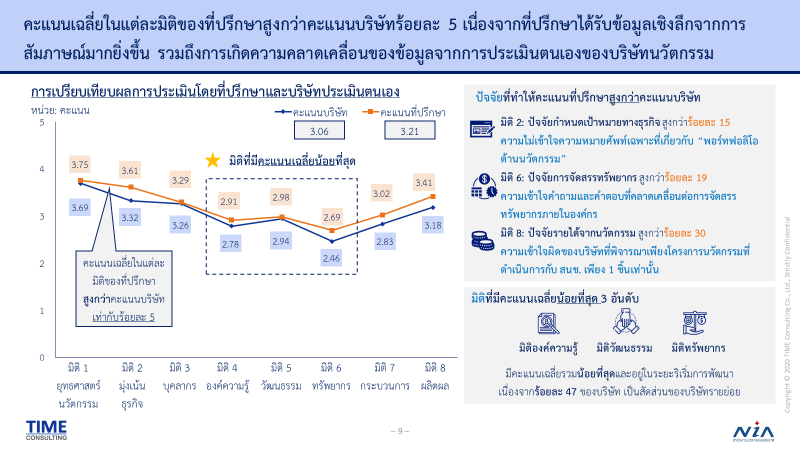 คะแนนเฉลี่ยในแต่ละมิติของที่ปรึกษาสูงกว่าคะแนนบริษัทร้อยละ 5 เนื่องจากที่ปรึกษาได้รับข้อมูลเชิงลึกจากการ
สัมภาษณ์มากยิ่งขึ้น รวมถึงการเกิดความคลาดเคลื่อนของข้อมูลจากการประเมินตนเองของบริษัทนวัตกรรม
การเปรียบเทียบผลการประเมินโดยที่ปรึกษาและบริษัทประเมินตนเอง
หน่วย: คะแนน
คะแนนบริษัท คะแนนที่ปรึกษา
3.06 3.21
มิติที่มีคะแนนเฉลี่ยน้อยที่สุด
5
4
3
2
1
0
3.75 3.61 3.29 2.91 2.98 2.69 3.02 3.41
3.69 3.32 3.26 2.78 2.94 2.46 2.83 3.18
คะแนนเฉลี่ยในแต่ละ
มิติของที่ปรึกษา
สูงกว่าคะแนนบริษัท
เท่ากับร้อยละ 5
มิติ 1 มิติ 2 มิติ 3 มิติ 4 มิติ 5 มิติ 6 มิติ 7 มิติ 8
ยุทธศาสตร์ มุ่งเน้น บุคลากร องค์ความรู้ วัฒนธรรม ทรัพยากร กระบวนการ ผลิตผล
นวัตกรรม ธุรกิจ
ปัจจัยที่ทำให้คะแนนที่ปรึกษาสูงกว่าคะแนนบริษัท
มิติ 2: ปัจจัยกำหนดเป้าหมายทางธุรกิจ สูงกว่าร้อยละ 15
ความไม่เข้าใจความหมายศัพท์เฉพาะที่เกี่ยวกับ “พอร์ทฟอลิโอ
ด้านนวัตกรรม”
มิติ 6: ปัจจัยการจัดสรรทรัพยากร สูงกว่าร้อยละ 19
ความเข้าใจคำถามและคำตอบที่คลาดเคลื่อนต่อการจัดสรร
ทรัพยากรภายในองค์กร
มิติ 8: ปัจจัยรายได้จากนวัตกรรม สูงกว่าร้อยละ 30
ความเข้าใจผิดของบริษัทที่พิจารณาเพียงโครงการนวัตกรรมที่
ดำเนินการกับ สนช. เพียง 1 ชิ้นเท่านั้น
มิติที่มีคะแนนเฉลี่ยน้อยที่สุด 3 อันดับ
มิติองค์ความรู้ มิติวัฒนธรรม มิติทรัพยากร
มีคะแนนเฉลี่ยรวมน้อยที่สุดและอยู่ในระยะริเริ่มการพัฒนา
เนื่องจากร้อยละ 47 ของบริษัท เป็นสัดส่วนของบริษัทรายย่อย
Copyright © 2020 TIME Consulting Co., Ltd., Strictly Confidential
TIME
CONSULTING
– 9 –
NIA